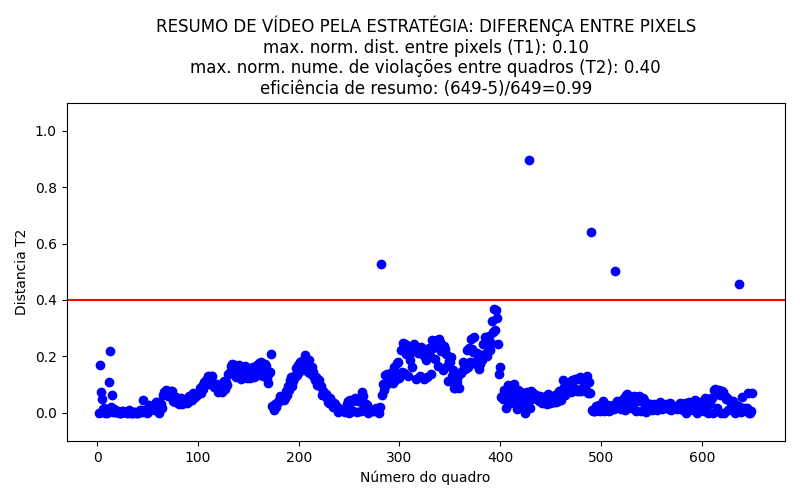 RESUMO DE VÍDEO PELA ESTRATÉGIA: DIFERENÇA ENTRE PIXELS
max. norm. dist. entre pixels (T1): 0.10
max. norm. nume. de violações entre quadros (T2): 0.40
eficiência de resumo: (649-5)/649=0.99
Distancia T2
1.0
0.8
0.6
0.4
0.2
0.0
0 100 200 300 400 500 600
Número do quadro